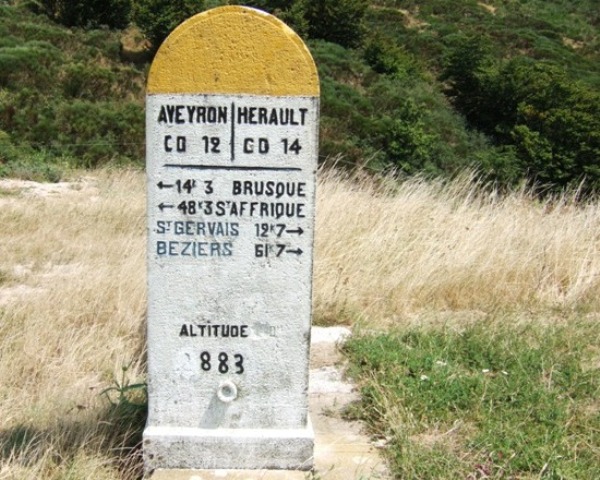 AVEYRON HERAULT
CD 12 CD 14
←14K3 BRUSQUE
←48K3 ST AFFRIQUE
ST GERVAIS 12K7→
BEZIERS 61K7→
ALTITUDE
883